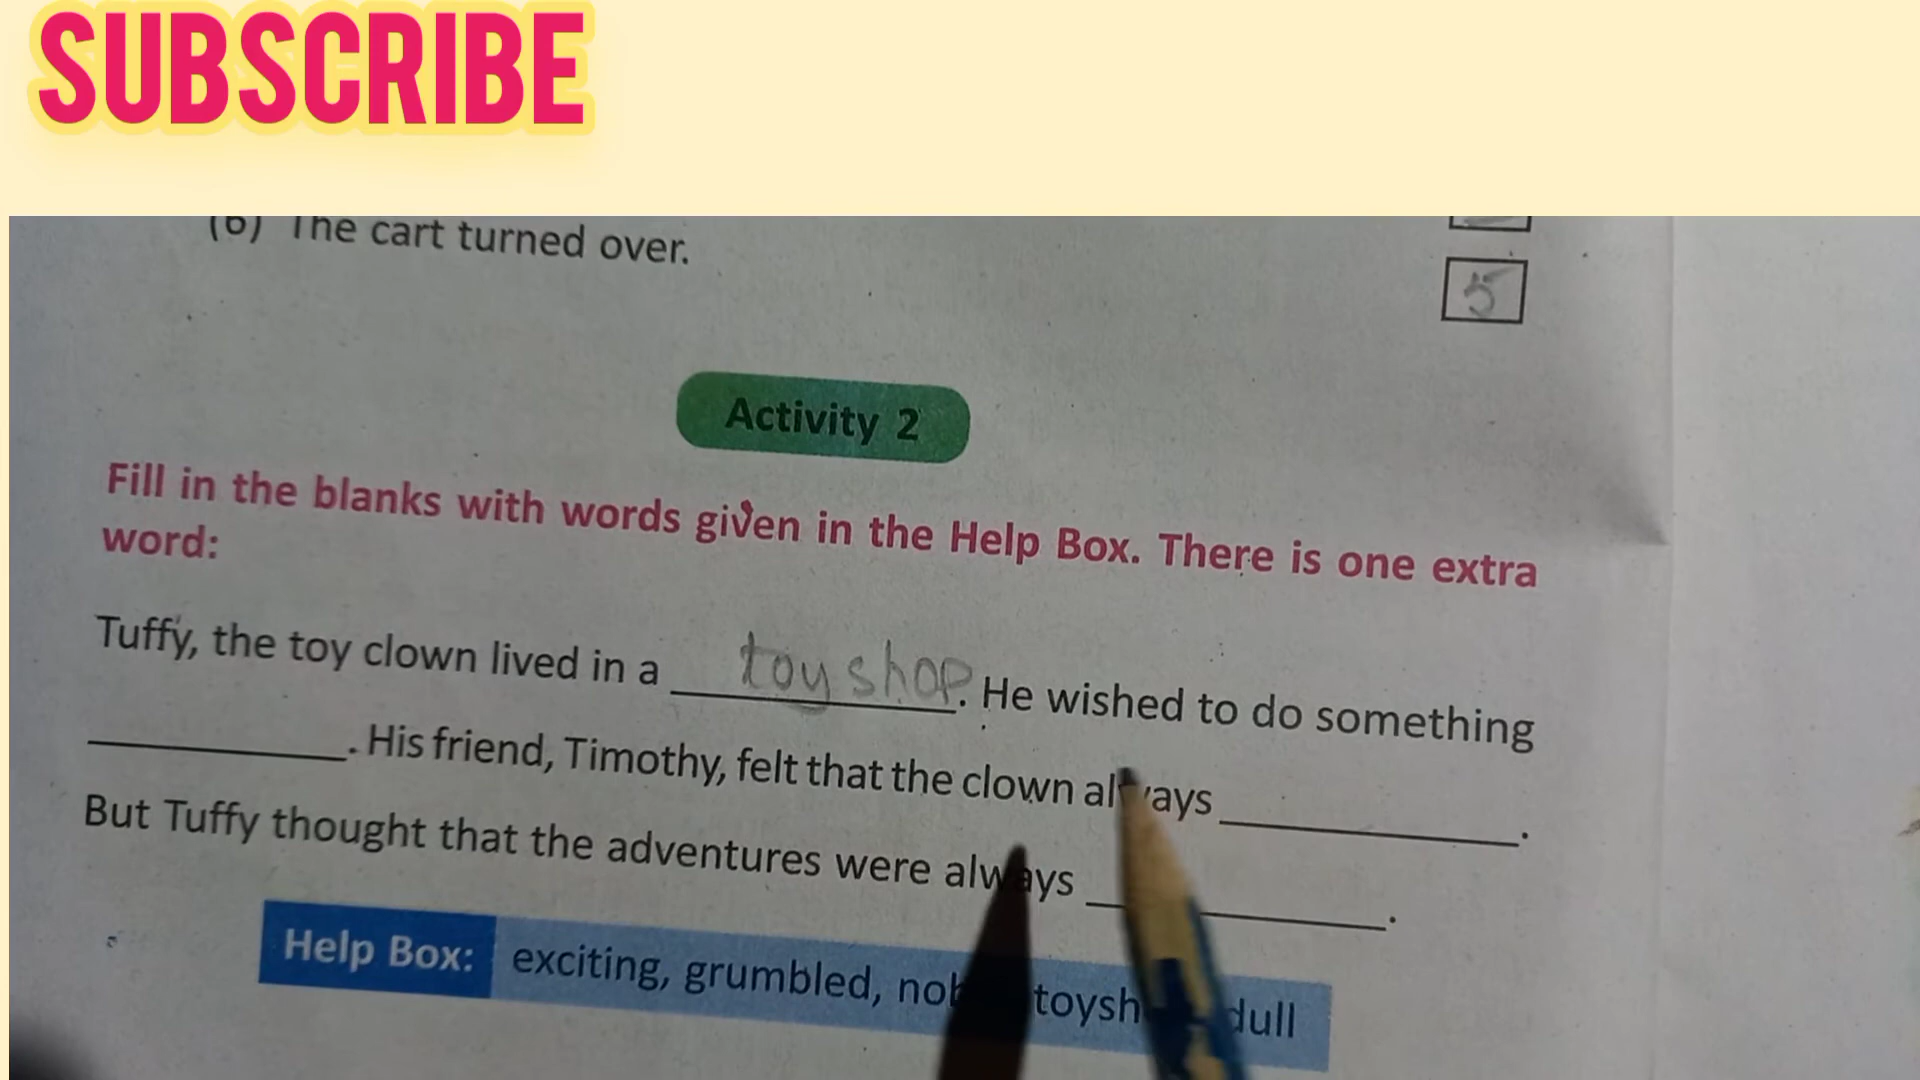 SUBSCRIBE
(6) The cart turned over.
5
Activity 2
Fill in the blanks with words given in the Help Box. There is one extra
word:
Tuffy, the toy clown lived in a toy shop. He wished to do something
. His friend, Timothy, felt that the clown always .
But Tuffy thought that the adventures were always .
Help Box: exciting, grumbled, dull